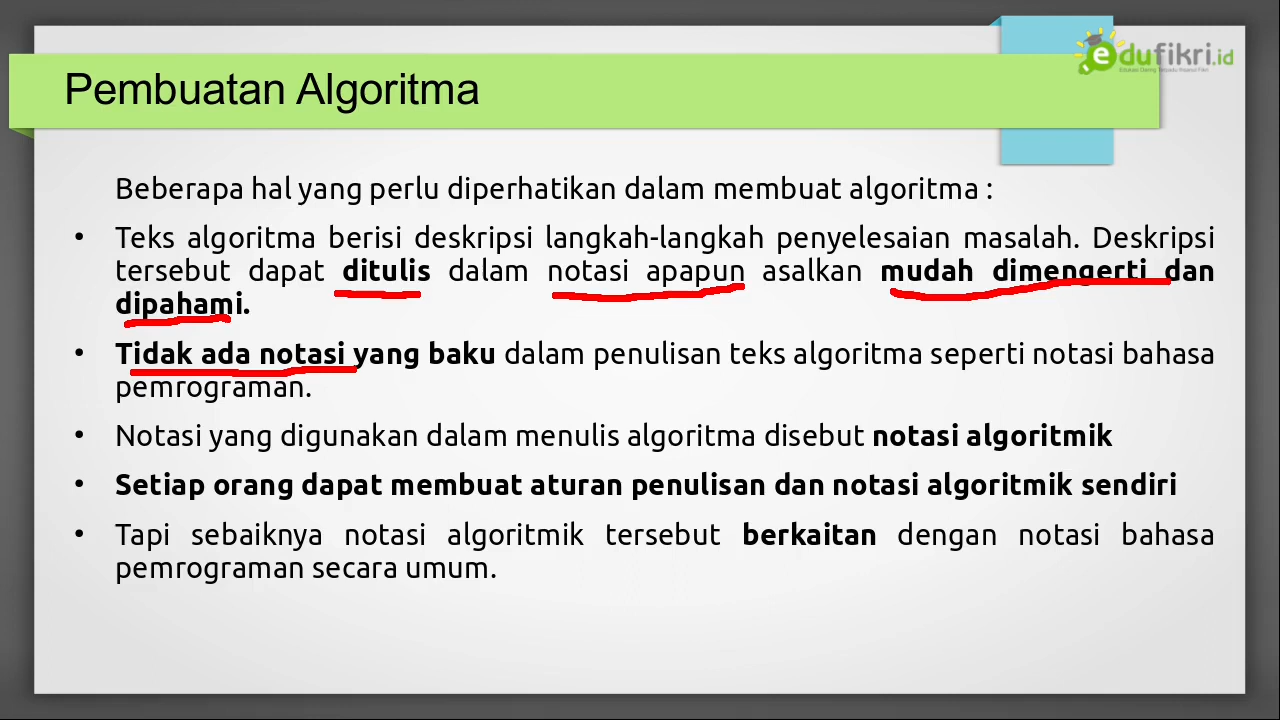 edufikri.id
Pembuatan Algoritma
Beberapa hal yang perlu diperhatikan dalam membuat algoritma :
• Teks algoritma berisi deskripsi langkah-langkah penyelesaian masalah. Deskripsi
tersebut dapat ditulis dalam notasi apapun asalkan mudah dimengerti dan
dipahami.
• Tidak ada notasi yang baku dalam penulisan teks algoritma seperti notasi bahasa
pemrograman.
• Notasi yang digunakan dalam menulis algoritma disebut notasi algoritmik
• Setiap orang dapat membuat aturan penulisan dan notasi algoritmik sendiri
• Tapi sebaiknya notasi algoritmik tersebut berkaitan dengan notasi bahasa
pemrograman secara umum.